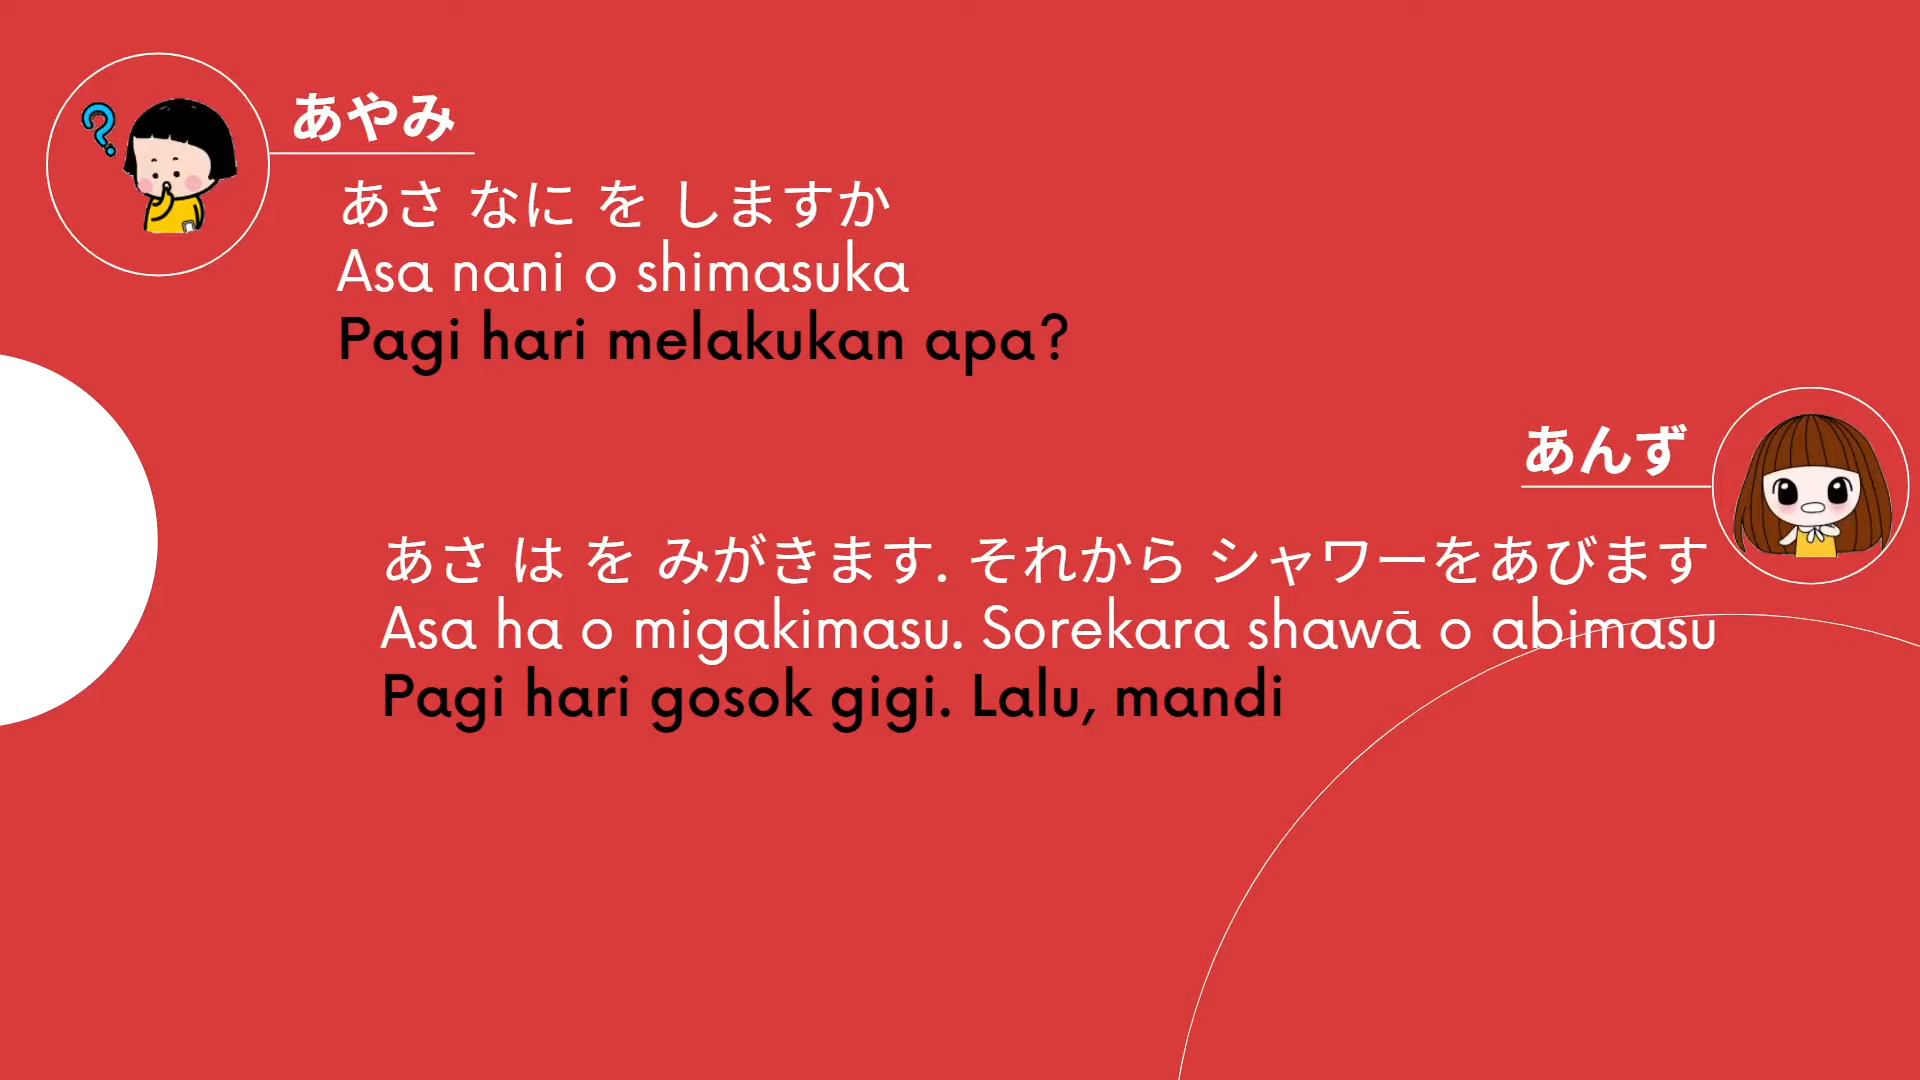 ?
あやみ
あさ なに を しますか
Asa nani o shimasuka
Pagi hari melakukan apa?
あんず
あさ は を みがきます. それから シャワーをあびます
Asa ha o migakimasu. Sorekara shawā o abimasu
Pagi hari gosok gigi. Lalu, mandi